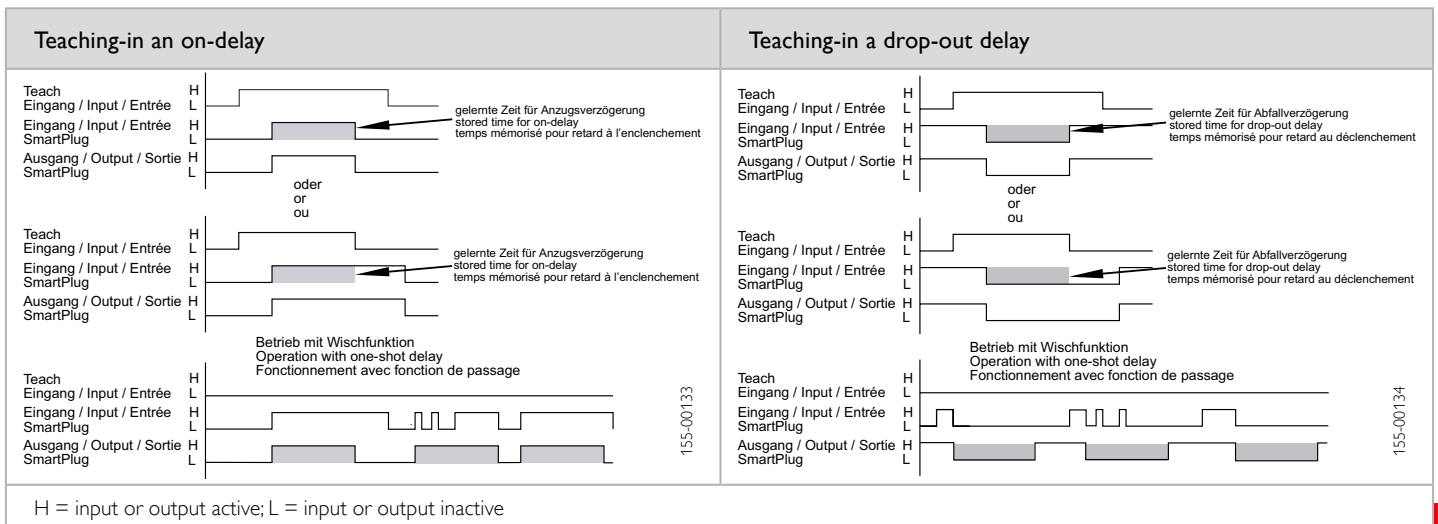 Teaching-in an on-delay
Teach H
Eingang / Input / Entrée L
Eingang / Input / Entrée H
SmartPlug L
Ausgang / Output / Sortie H
SmartPlug L
gelernte Zeit für Anzugsverzögerung
stored time for on-delay
temps mémorisé pour retard à l'enclenchement
oder
or
ou
Teach H
Eingang / Input / Entrée L
Eingang / Input / Entrée H
SmartPlug L
Ausgang / Output / Sortie H
SmartPlug L
gelernte Zeit für Anzugsverzögerung
stored time for on-delay
temps mémorisé pour retard à l'enclenchement
Betrieb mit Wischfunktion
Operation with one-shot delay
Fonctionnement avec fonction de passage
Teach H
Eingang / Input / Entrée L
Eingang / Input / Entrée H
SmartPlug L
Ausgang / Output / Sortie H
SmartPlug L
155-00133
Teaching-in a drop-out delay
Teach H
Eingang / Input / Entrée L
Eingang / Input / Entrée H
SmartPlug L
Ausgang / Output / Sortie H
SmartPlug L
gelernte Zeit für Abfallverzögerung
stored time for drop-out delay
temps mémorisé pour retard au déclenchement
oder
or
ou
Teach H
Eingang / Input / Entrée L
Eingang / Input / Entrée H
SmartPlug L
Ausgang / Output / Sortie H
SmartPlug L
gelernte Zeit für Abfallverzögerung
stored time for drop-out delay
temps mémorisé pour retard au déclenchement
Betrieb mit Wischfunktion
Operation with one-shot delay
Fonctionnement avec fonction de passage
Teach H
Eingang / Input / Entrée L
Eingang / Input / Entrée H
SmartPlug L
Ausgang / Output / Sortie H
SmartPlug L
155-00134
H = input or output active; L = input or output inactive